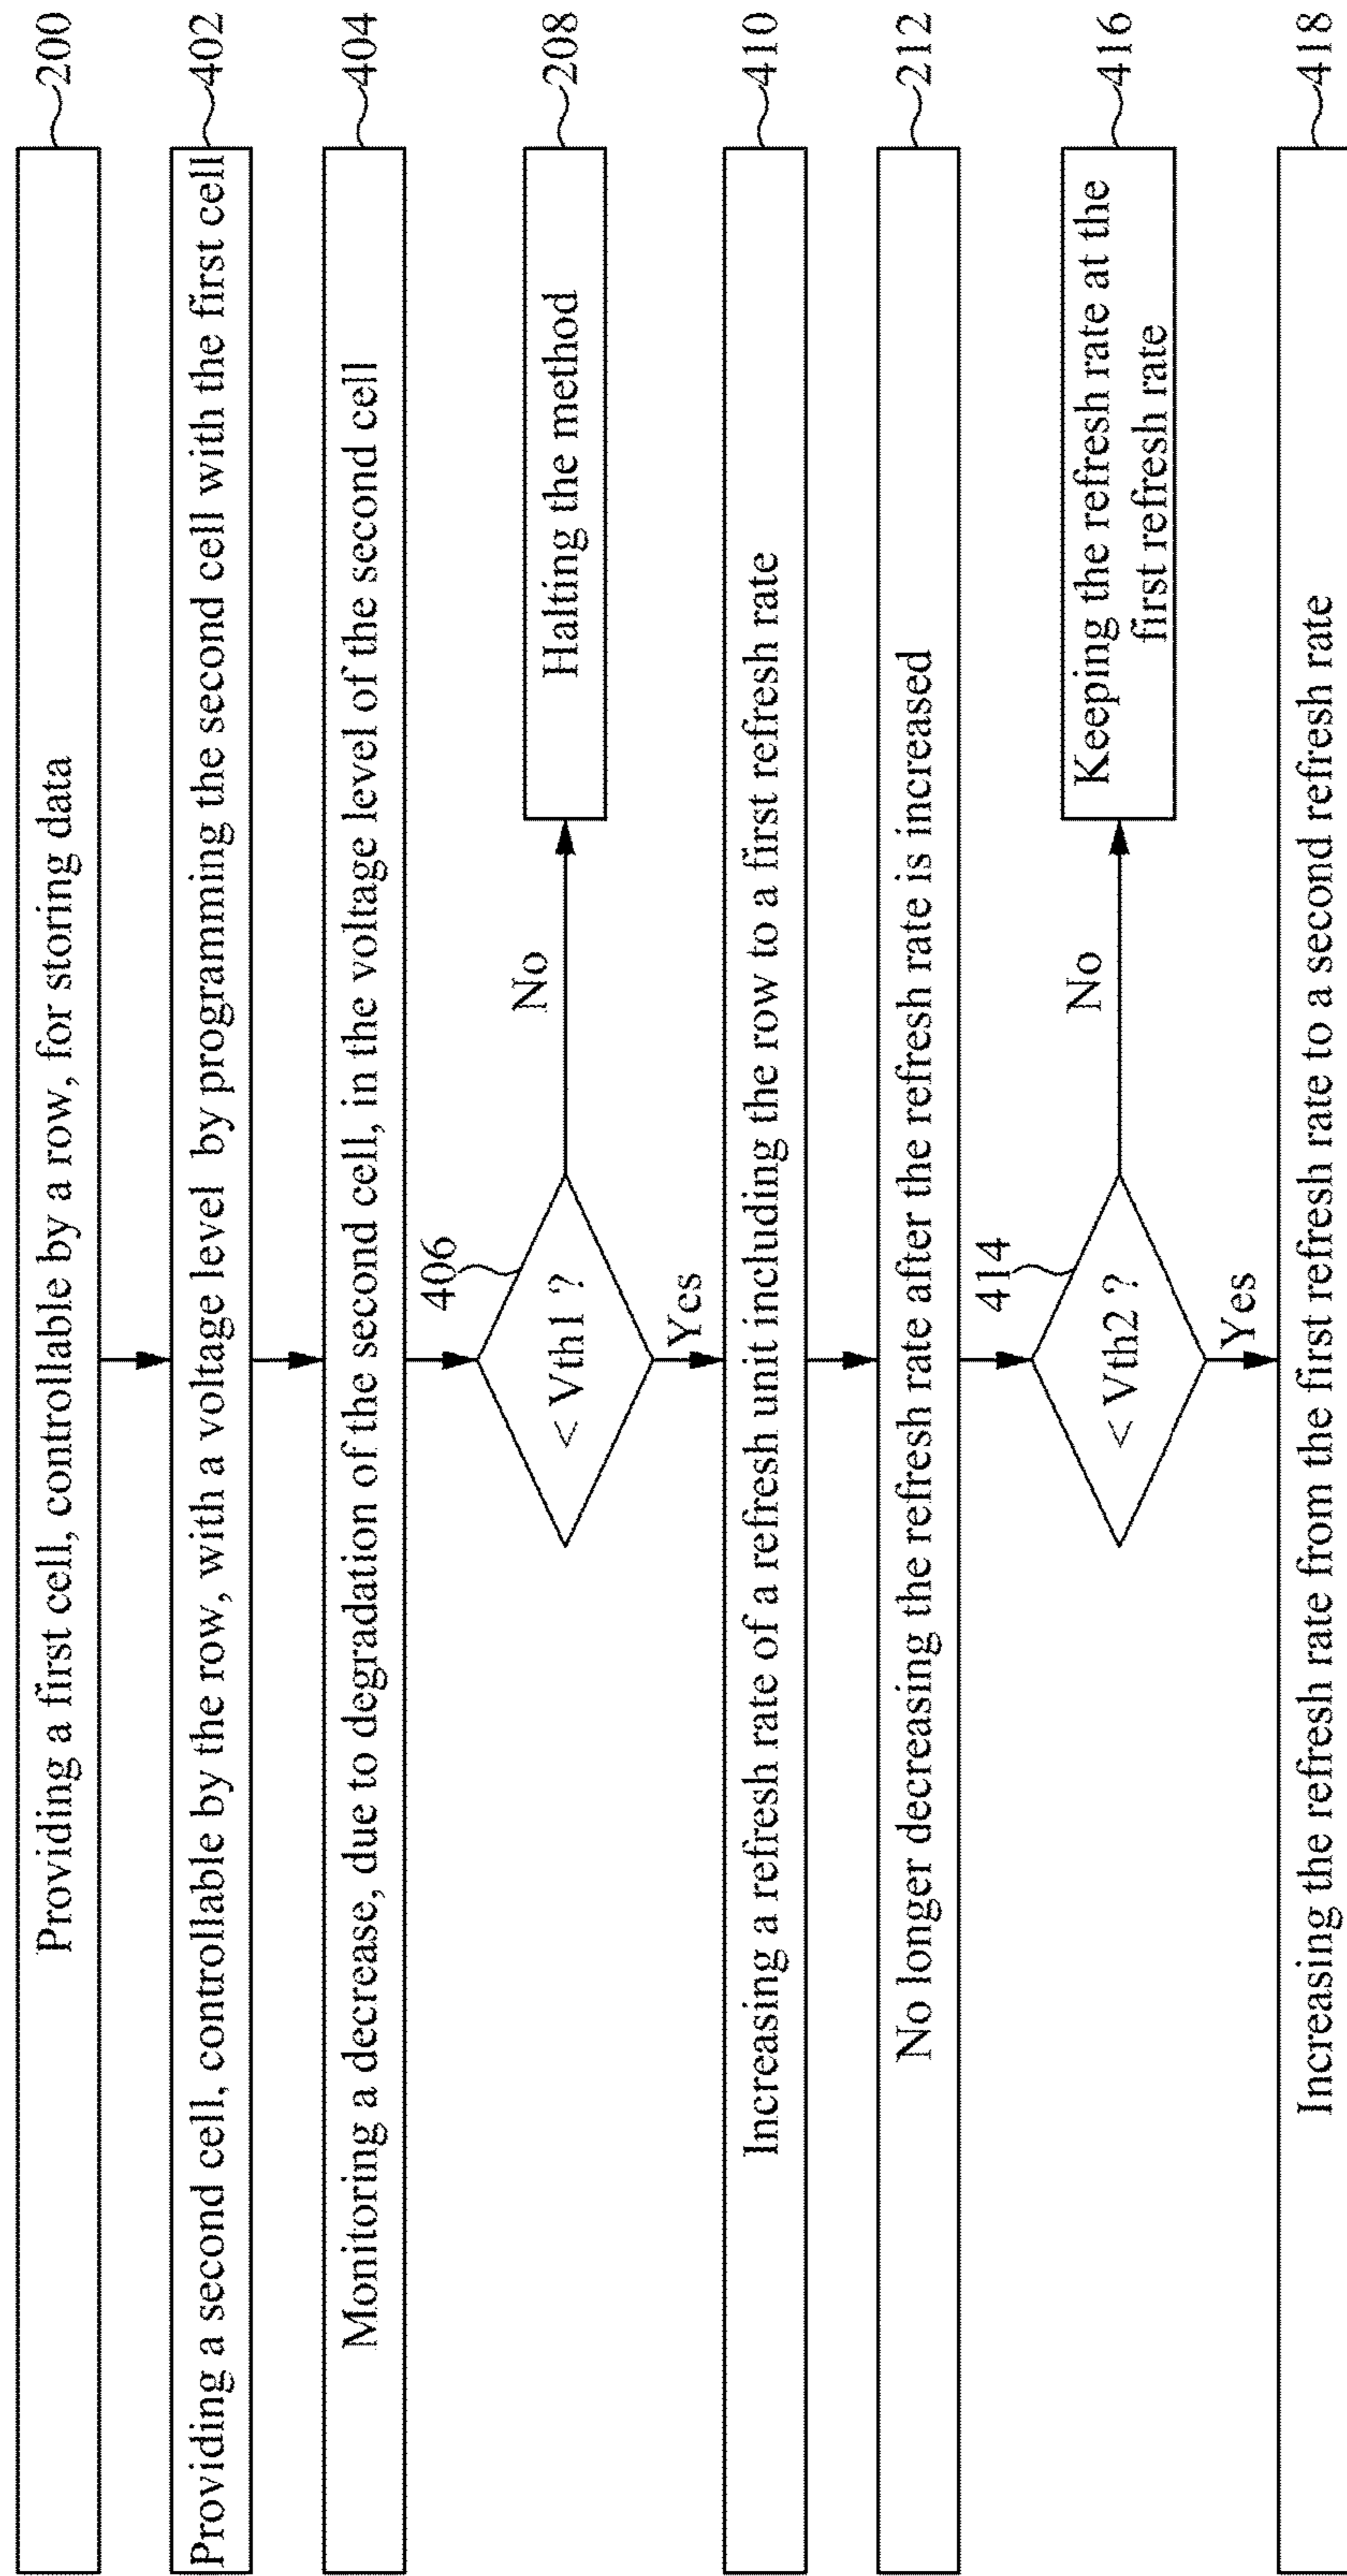 Providing a first cell, controllable by a row, for storing data
200
Providing a second cell, controllable by the row, with a voltage level by programming the second cell with the first cell
402
Monitoring a decrease, due to degradation of the second cell, in the voltage level of the second cell
404
406
< Vth1 ?
No
Halting the method
208
Yes
Increasing a refresh rate of a refresh unit including the row to a first refresh rate
410
No longer decreasing the refresh rate after the refresh rate is increased
212
414
< Vth2 ?
No
Keeping the refresh rate at the
first refresh rate
416
Yes
Increasing the refresh rate from the first refresh rate to a second refresh rate
418